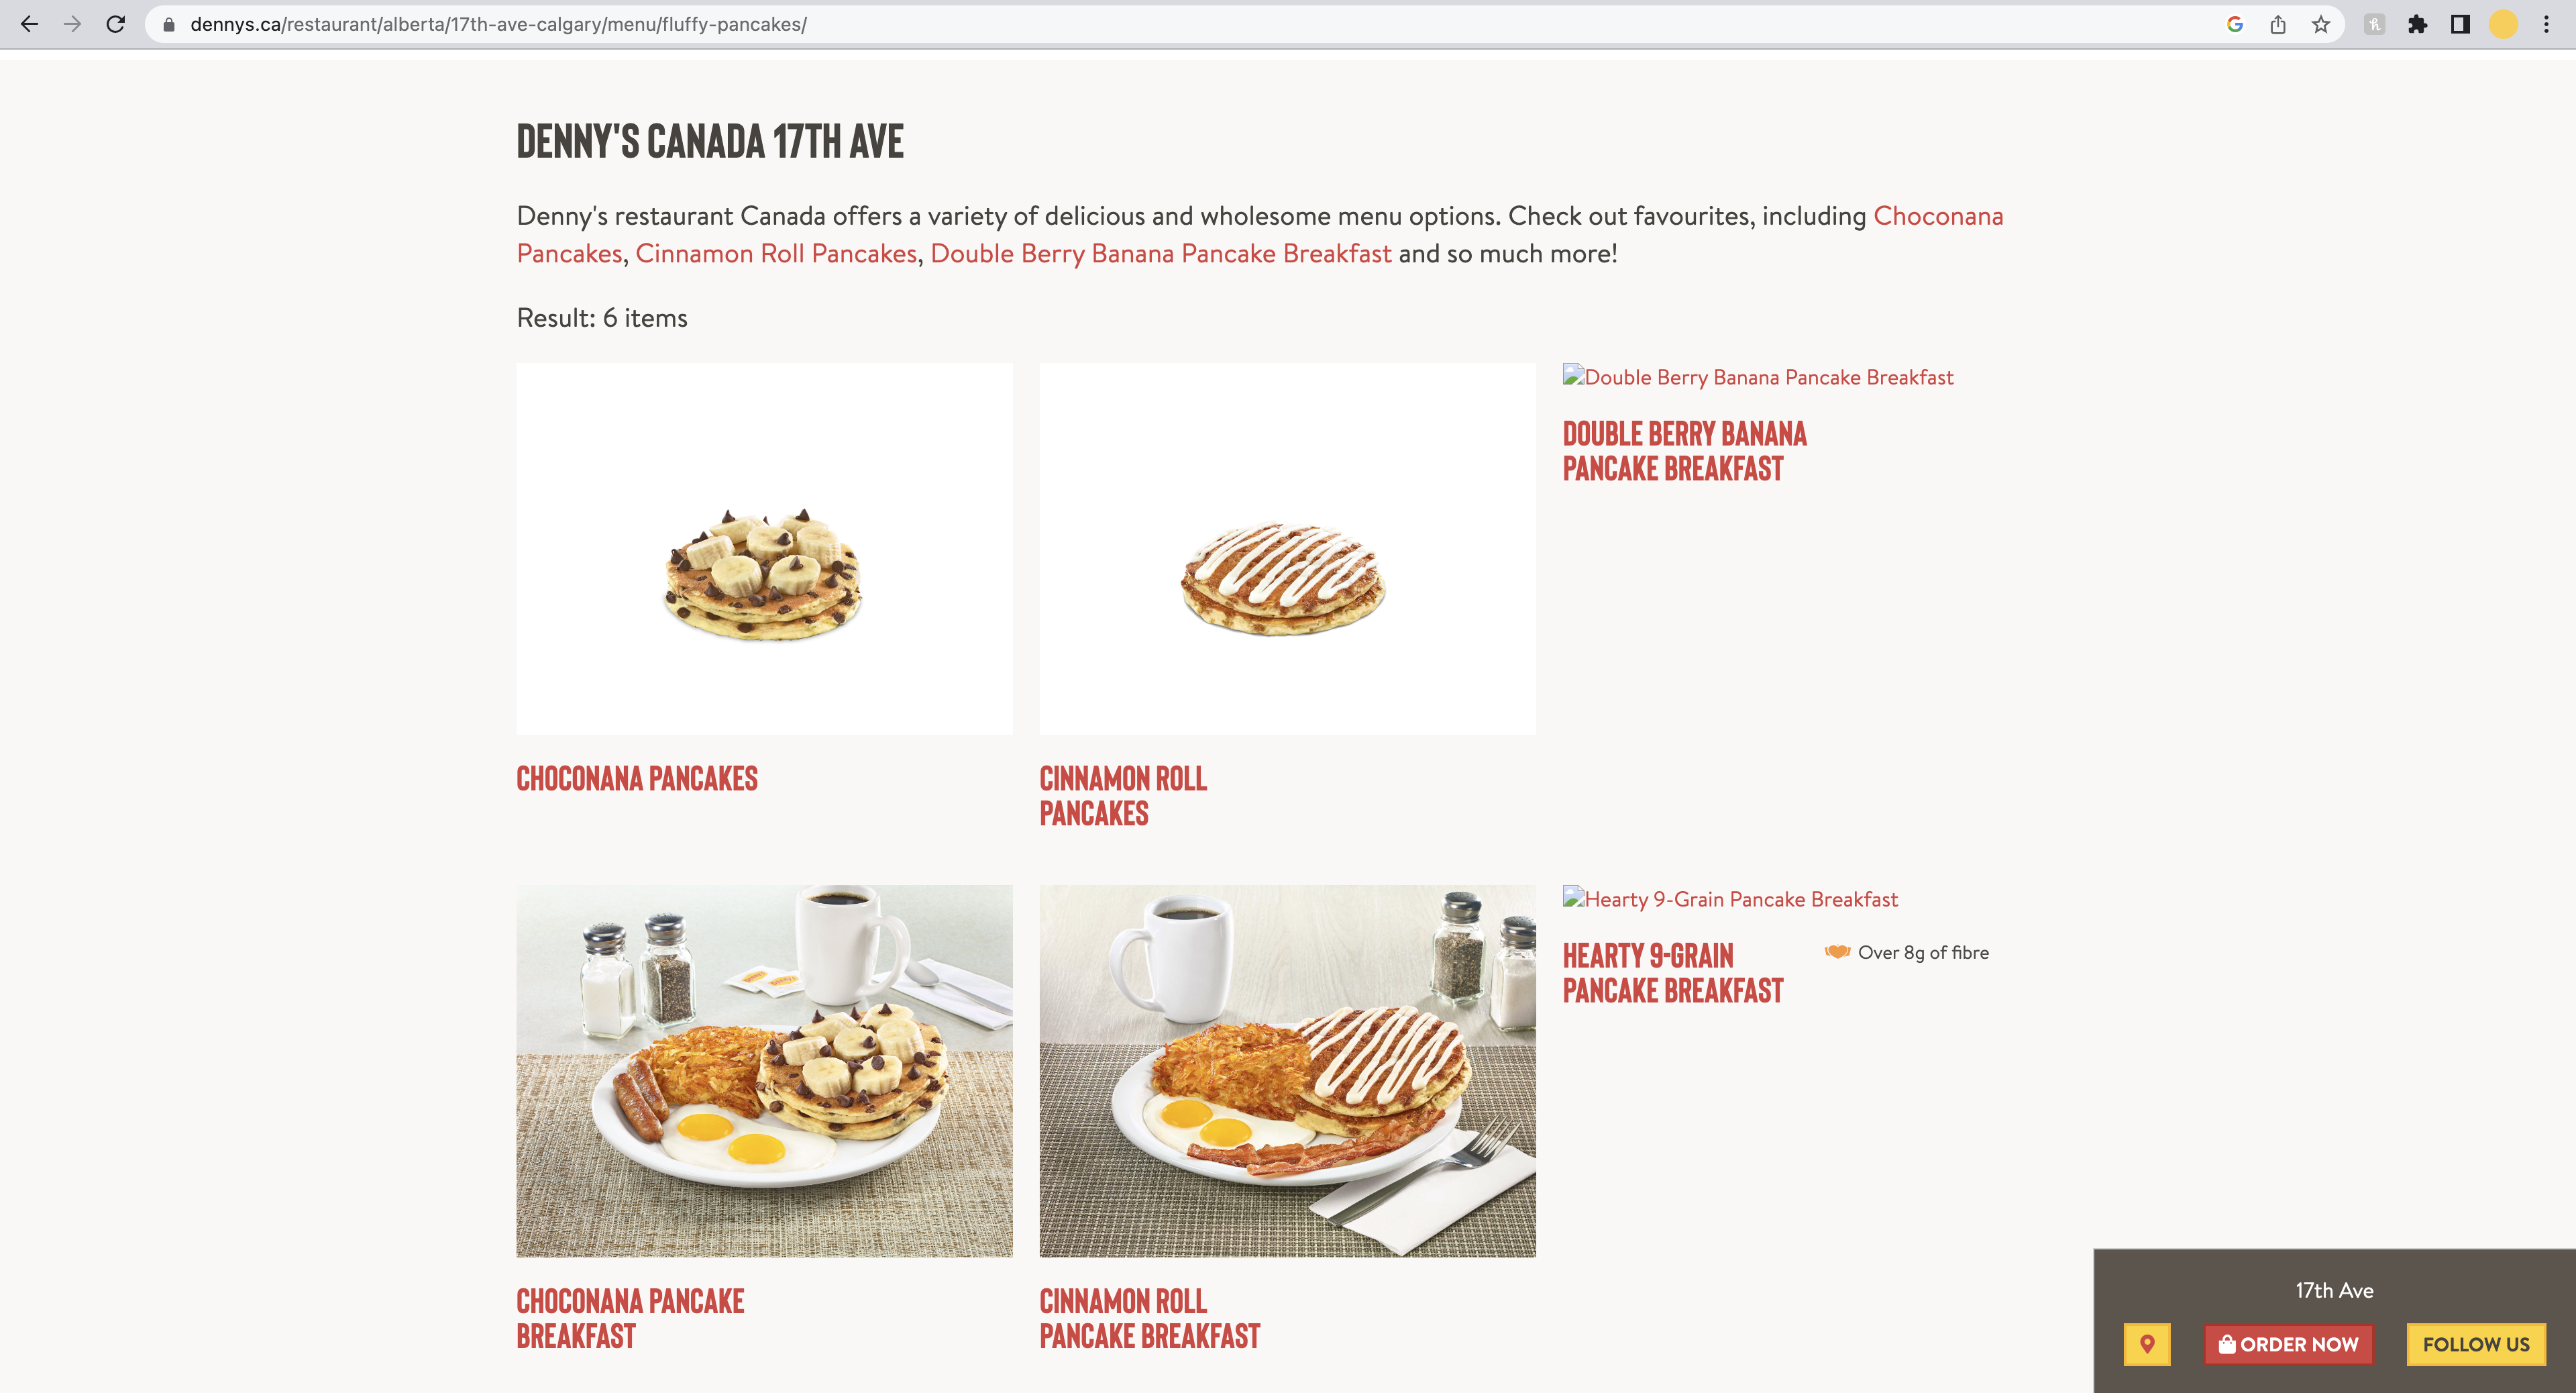 dennys.ca/restaurant/alberta/17th-ave-calgary/menu/fluffy-pancakes/
DENNY'S CANADA 17TH AVE
Denny's restaurant Canada offers a variety of delicious and wholesome menu options. Check out favourites, including Choconana
Pancakes, Cinnamon Roll Pancakes, Double Berry Banana Pancake Breakfast and so much more!
Result: 6 items
CHOCONANA PANCAKES
CINNAMON ROLL
PANCAKES
Double Berry Banana Pancake Breakfast
DOUBLE BERRY BANANA
PANCAKE BREAKFAST
CHOCONANA PANCAKE
BREAKFAST
CINNAMON ROLL
PANCAKE BREAKFAST
Hearty 9-Grain Pancake Breakfast
HEARTY 9-GRAIN
PANCAKE BREAKFAST
Over 8g of fibre
17th Ave
ORDER NOW
FOLLOW US